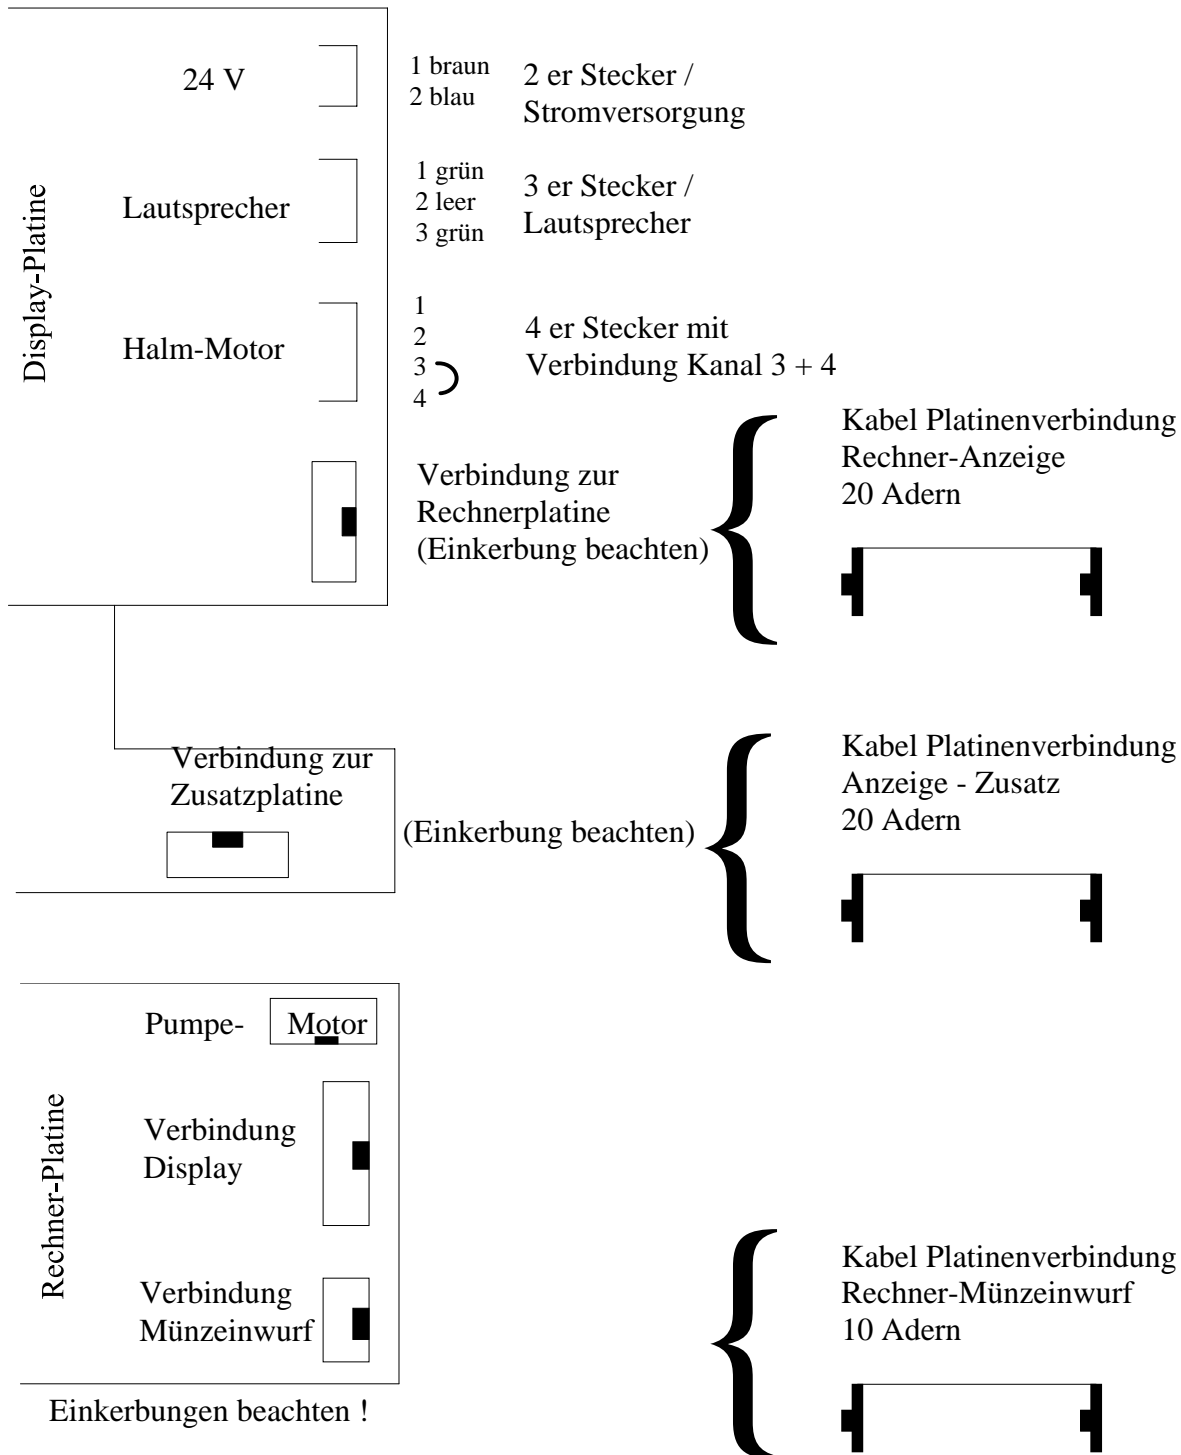 Display-Platine
24 V
1 braun
2 blau
2 er Stecker /
Stromversorgung
Lautsprecher
1 grün
2 leer
3 grün
3 er Stecker /
Lautsprecher
Halm-Motor
1
2
3
4
4 er Stecker mit
Verbindung Kanal 3 + 4
Verbindung zur
Rechnerplatine
(Einkerbung beachten)
Kabel Platinenverbindung
Rechner-Anzeige
20 Adern
Verbindung zur
Zusatzplatine
(Einkerbung beachten)
Kabel Platinenverbindung
Anzeige - Zusatz
20 Adern
Rechner-Platine
Pumpe- Motor
Verbindung
Display
Verbindung
Münzeinwurf
Kabel Platinenverbindung
Rechner-Münzeinwurf
10 Adern
Einkerbungen beachten !